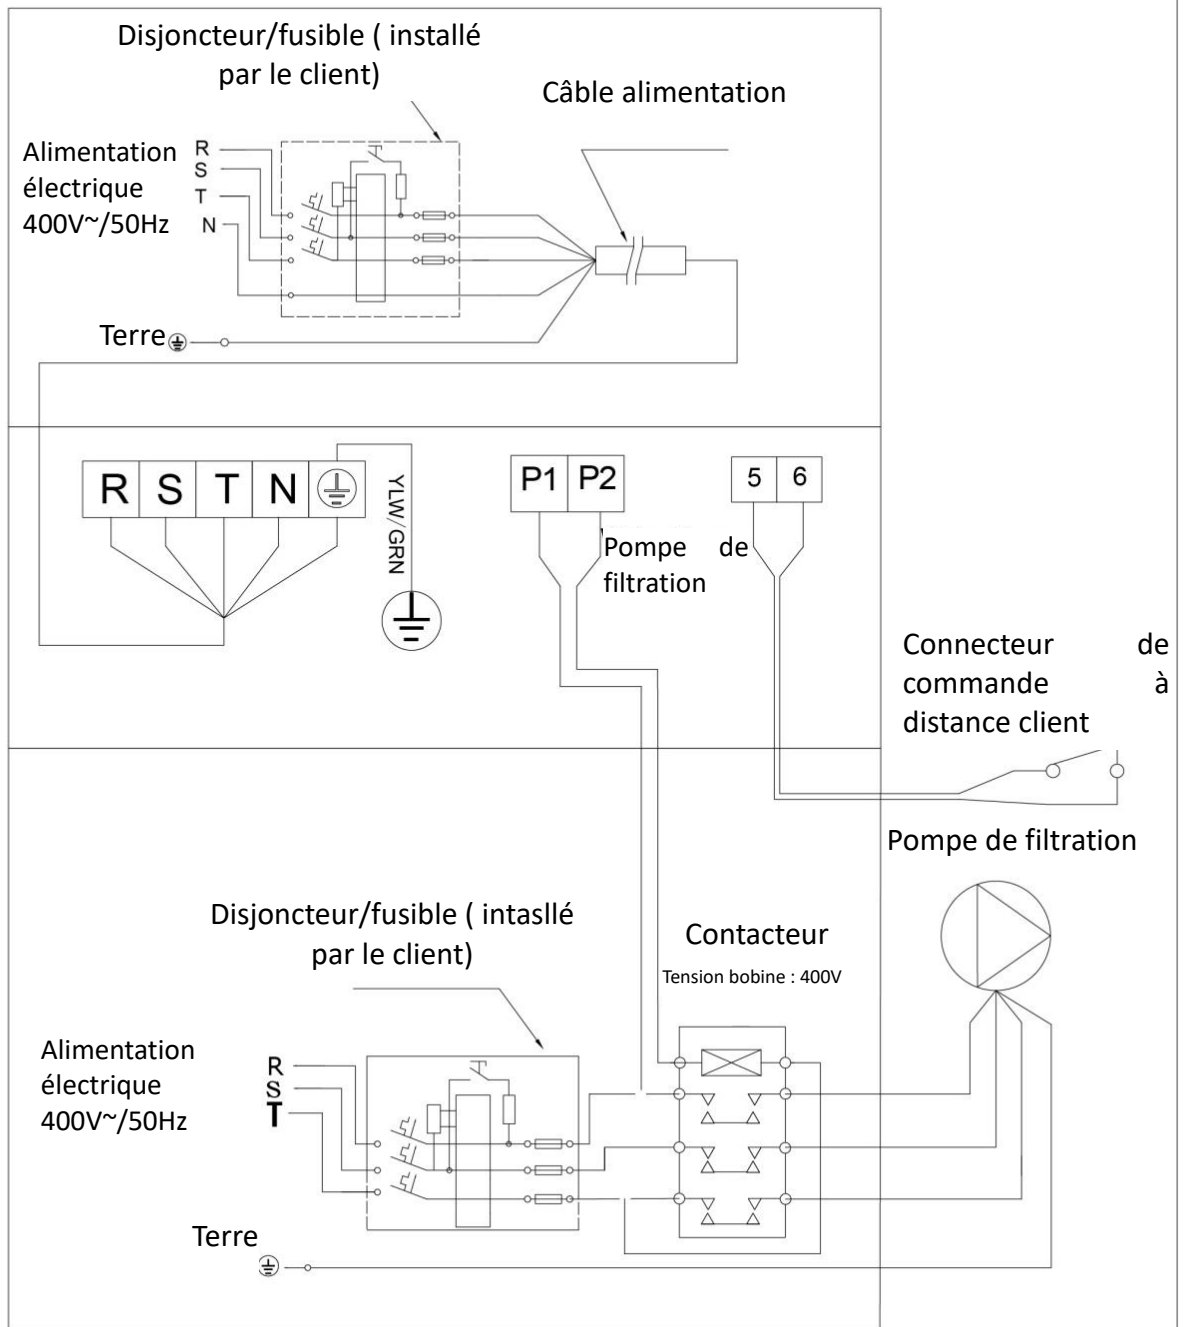 Disjoncteur/fusible ( installé
par le client)
Câble alimentation
Alimentation
électrique
400V~/50Hz
R
S
T
N
Terre
R S T N
YLW/GRN
P1 P2
5 6
Pompe de
filtration
Connecteur de
commande à
distance client
Pompe de filtration
Disjoncteur/fusible ( intasllé
par le client)
Contacteur
Tension bobine : 400V
Alimentation
électrique
400V~/50Hz
R
S
T
Terre